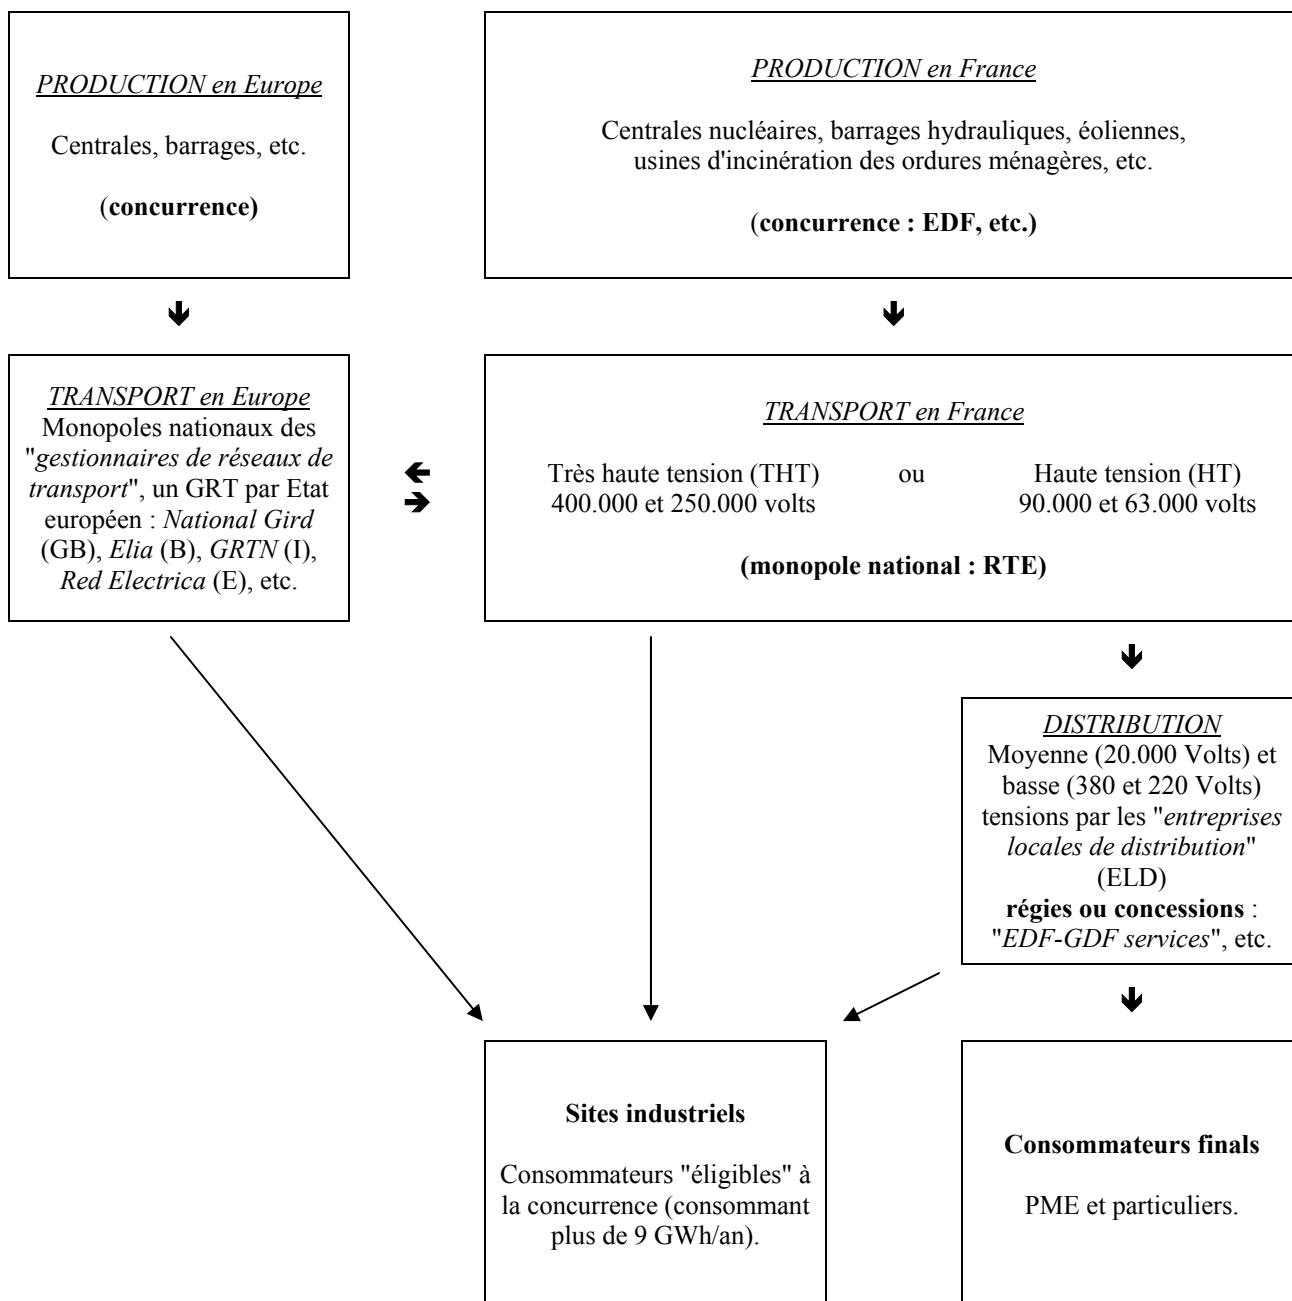 PRODUCTION en Europe
Centrales, barrages, etc.
(concurrence)
PRODUCTION en France
Centrales nucléaires, barrages hydrauliques, éoliennes,
usines d'incinération des ordures ménagères, etc.
(concurrence : EDF, etc.)
TRANSPORT en Europe
Monopoles nationaux des
"gestionnaires de réseaux de
transport", un GRT par Etat
européen : National Gird
(GB), Elia (B), GRTN (I),
Red Electrica (E), etc.
TRANSPORT en France
Très haute tension (THT) ou Haute tension (HT)
400.000 et 250.000 volts 90.000 et 63.000 volts
(monopole national : RTE)
DISTRIBUTION
Moyenne (20.000 Volts) et
basse (380 et 220 Volts)
tensions par les "entreprises
locales de distribution"
(ELD)
régies ou concessions :
"EDF-GDF services", etc.
Sites industriels
Consommateurs "éligibles" à
la concurrence (consommant
plus de 9 GWh/an).
Consommateurs finals
PME et particuliers.